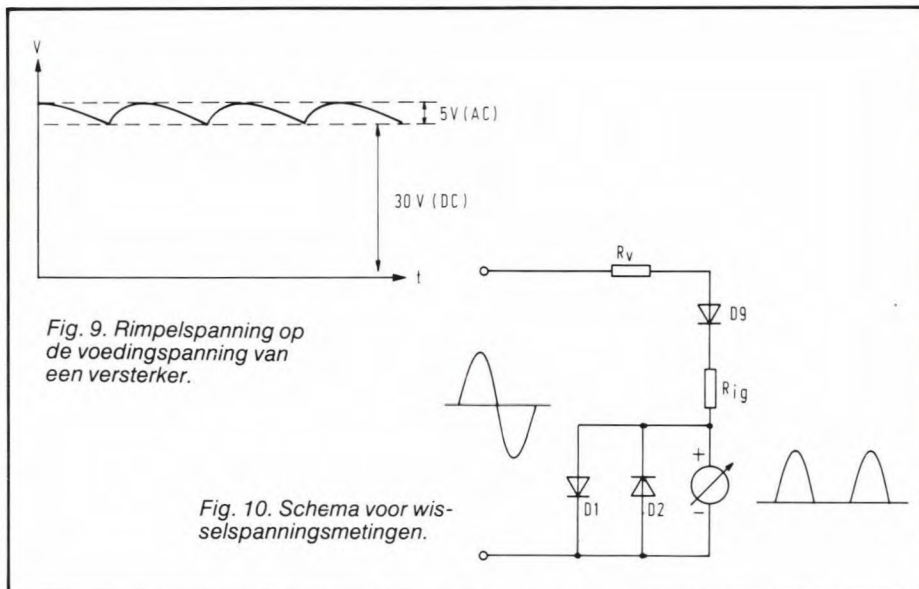 V
5V (AC)
30 V (DC)
t
Fig. 9. Rimpelspanning op
de voedingspanning van
een versterker.
Rv
D9
Rig
+
-
D1
D2
Fig. 10. Schema voor wis-
selspanningsmetingen.